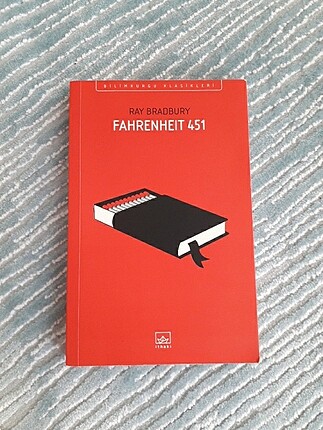 BİLİMKURGU KLASİKLERİ
RAY BRADBURY
FAHRENHEIT 451
İTHAKİ